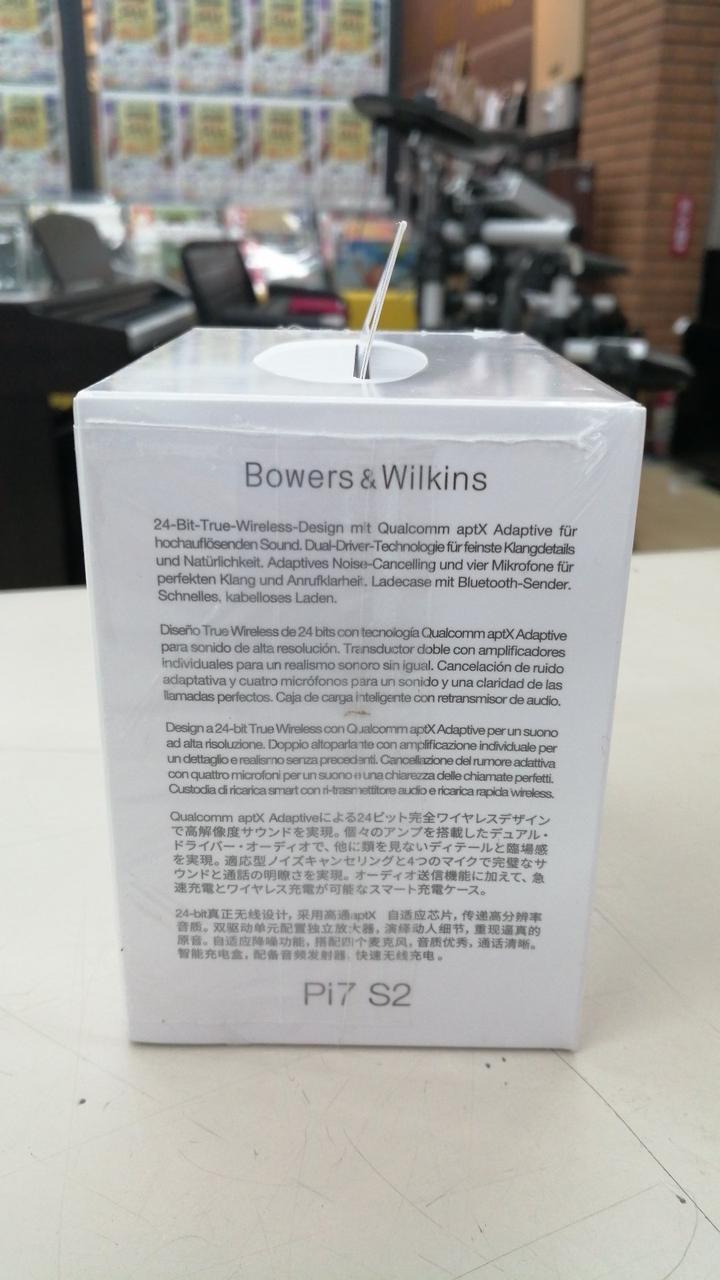 Bowers & Wilkins
24-Bit-True-Wireless-Design mit Qualcomm aptX Adaptive für
hochauflösenden Sound. Dual-Driver-Technologie für feinste Klangdetails
und Natürlichkeit. Adaptives Noise-Cancelling und vier Mikrofone für
perfekten Klang und Anrufklarheit. Ladecase mit Bluetooth-Sender.
Schnelles, kabelloses Laden.
Diseño True Wireless de 24 bits con tecnología Qualcomm aptX Adaptive
para sonido de alta resolución. Transductor doble con amplificadores
individuales para un realismo sonoro sin igual. Cancelación de ruido
adaptativa y cuatro micrófonos para un sonido y una claridad de las
llamadas perfectos. Caja de carga inteligente con retransmisor de audio.
Design a 24-bit True Wireless con Qualcomm aptX Adaptive per un suono
ad alta risoluzione. Doppio altoparlante con amplificazione individuale per
un dettaglio e realismo senza precedenti. Cancellazione del rumore adattiva
con quattro microfoni per un suono e una chiarezza delle chiamate perfetti.
Custodia di ricarica smart con ri-trasmettitore audio e ricarica rapida wireless.
Qualcomm aptX Adaptiveによる24ビット完全ワイヤレスデザイン
で高解像度サウンドを実現。個々のアンプを搭載したデュアル・
ドライバー・オーディオで、他に類を見ないディテールと臨場感
を実現。適応型ノイズキャンセリングと4つのマイクで完璧なサ
ウンドと通話の明瞭さを実現。オーディオ送信機能に加えて、急
速充電とワイヤレス充電が可能なスマート充電ケース。
24-bit真正无线设计，采用高通aptX 自适应芯片，传递高分辨率
音质。双驱动单元配置独立放大器，演绎动人细节，重现逼真的
原音。自适应降噪功能，搭配四个麦克风，音质优秀，通话清晰。
智能充电盒，配备音频发射器、快速无线充电。
Pi7 S2